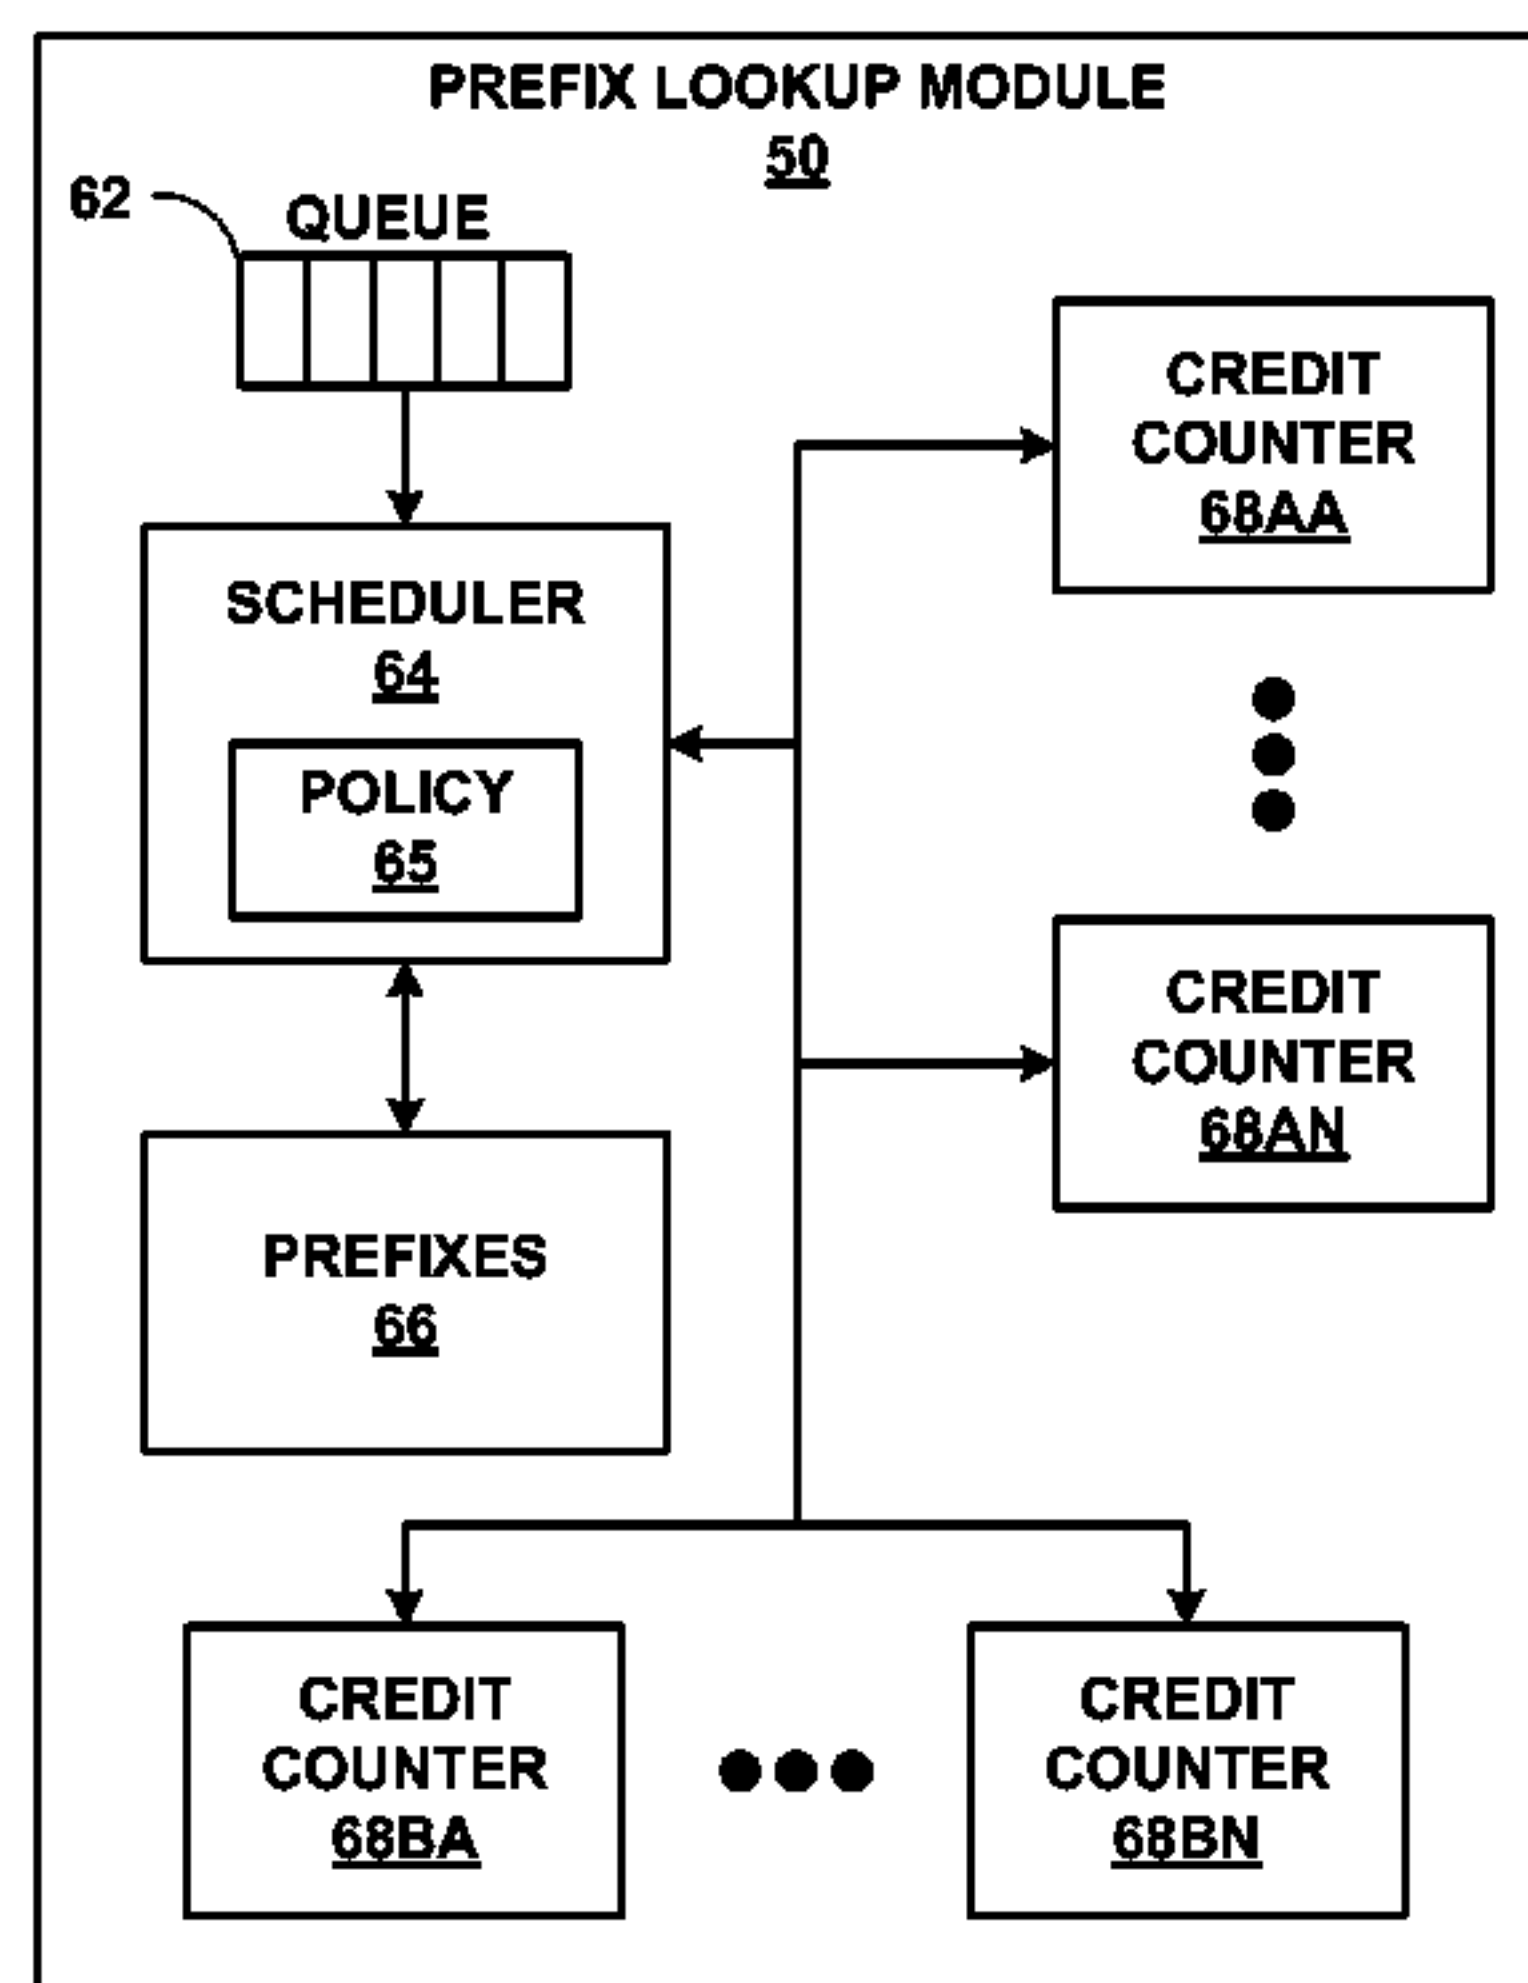 PREFIX LOOKUP MODULE
50
62
QUEUE
SCHEDULER
64
POLICY
65
PREFIXES
66
CREDIT
COUNTER
68AA
CREDIT
COUNTER
68AN
CREDIT
COUNTER
68BA
CREDIT
COUNTER
68BN